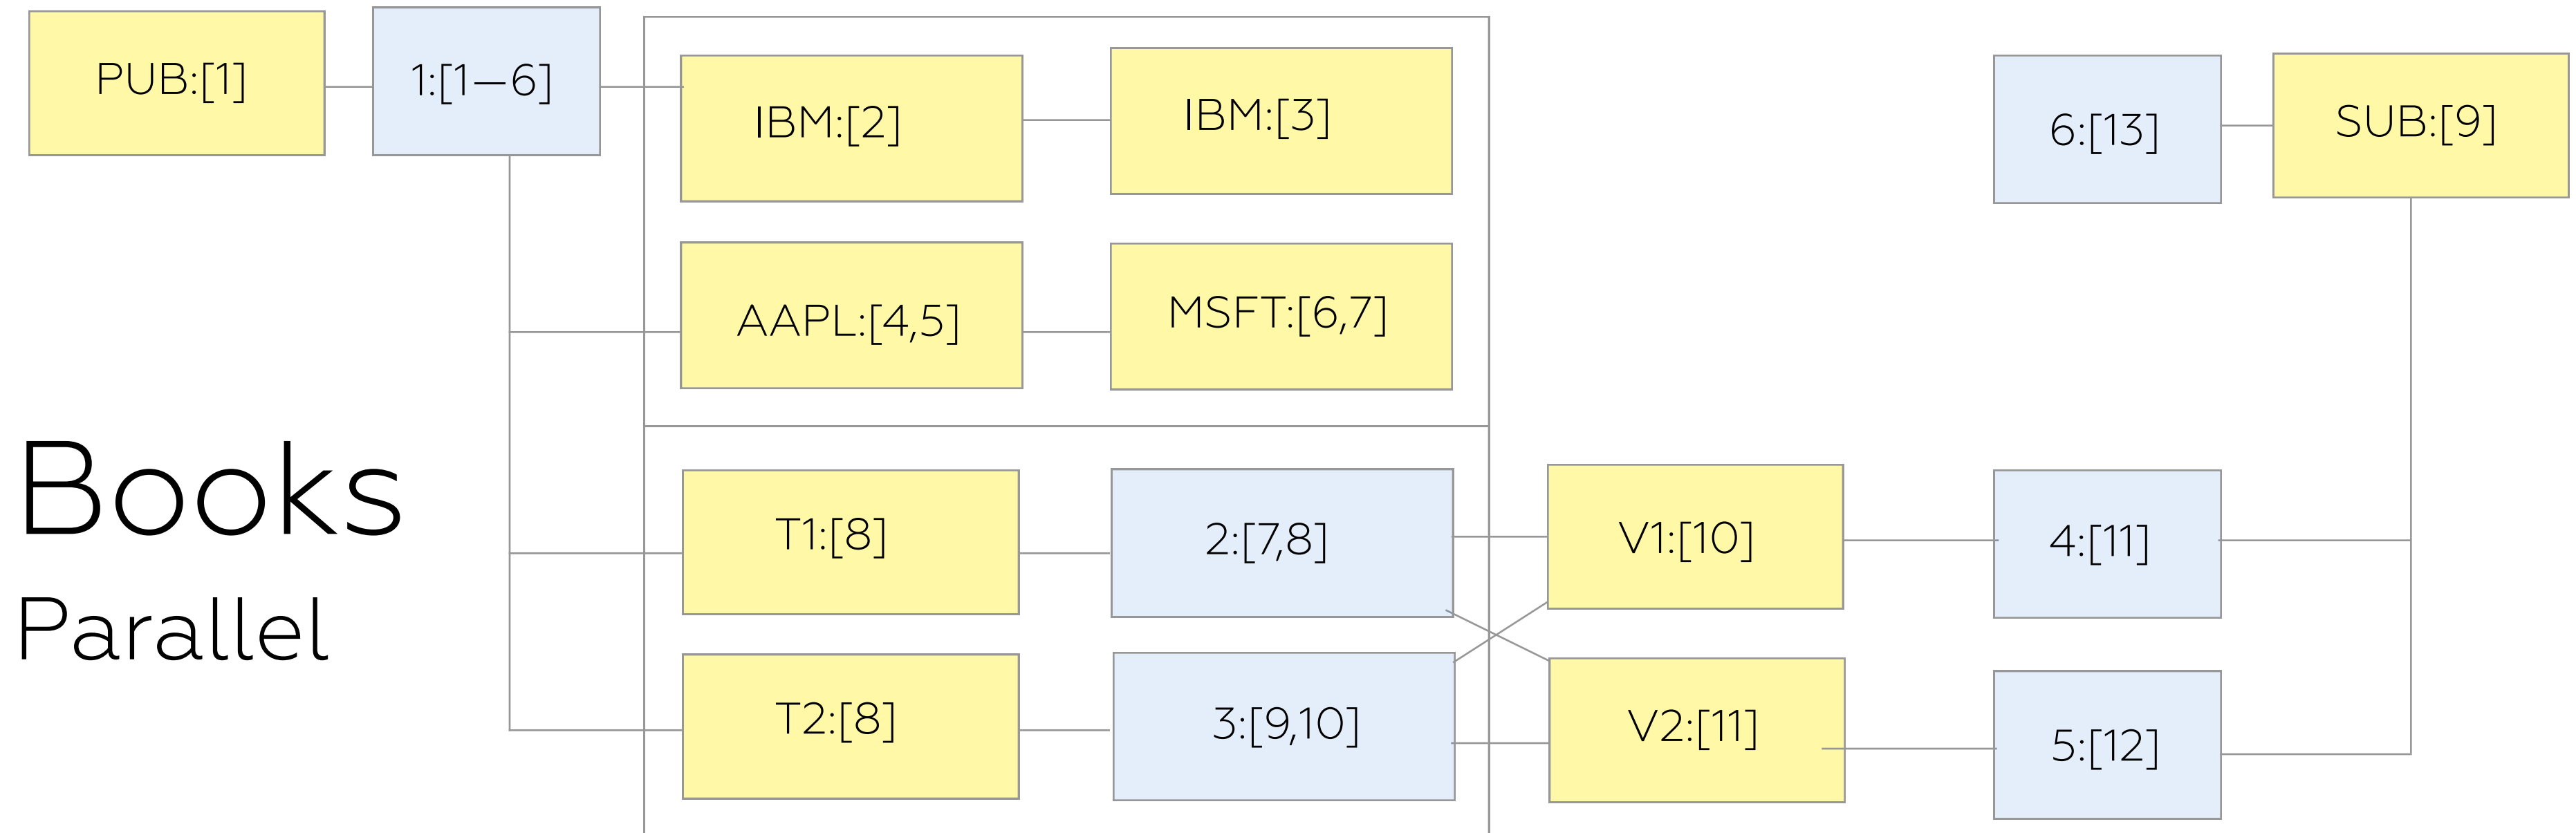 PUB:[1]
1:[1–6]
IBM:[2]
IBM:[3]
6:[13]
SUB:[9]
AAPL:[4,5]
MSFT:[6,7]
Books
Parallel
T1:[8]
2:[7,8]
V1:[10]
4:[11]
T2:[8]
3:[9,10]
V2:[11]
5:[12]